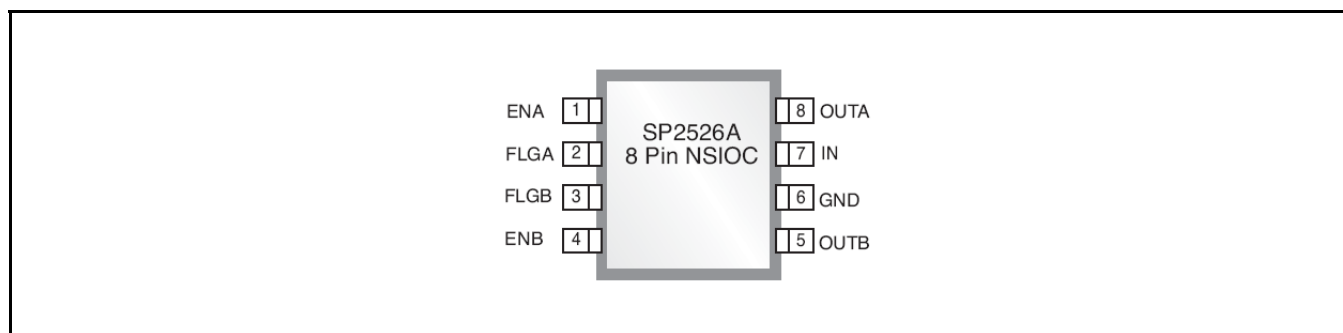 ENA 1
FLGA 2
FLGB 3
ENB 4
SP2526A
8 Pin NSIOC
8 OUTA
7 IN
6 GND
5 OUTB